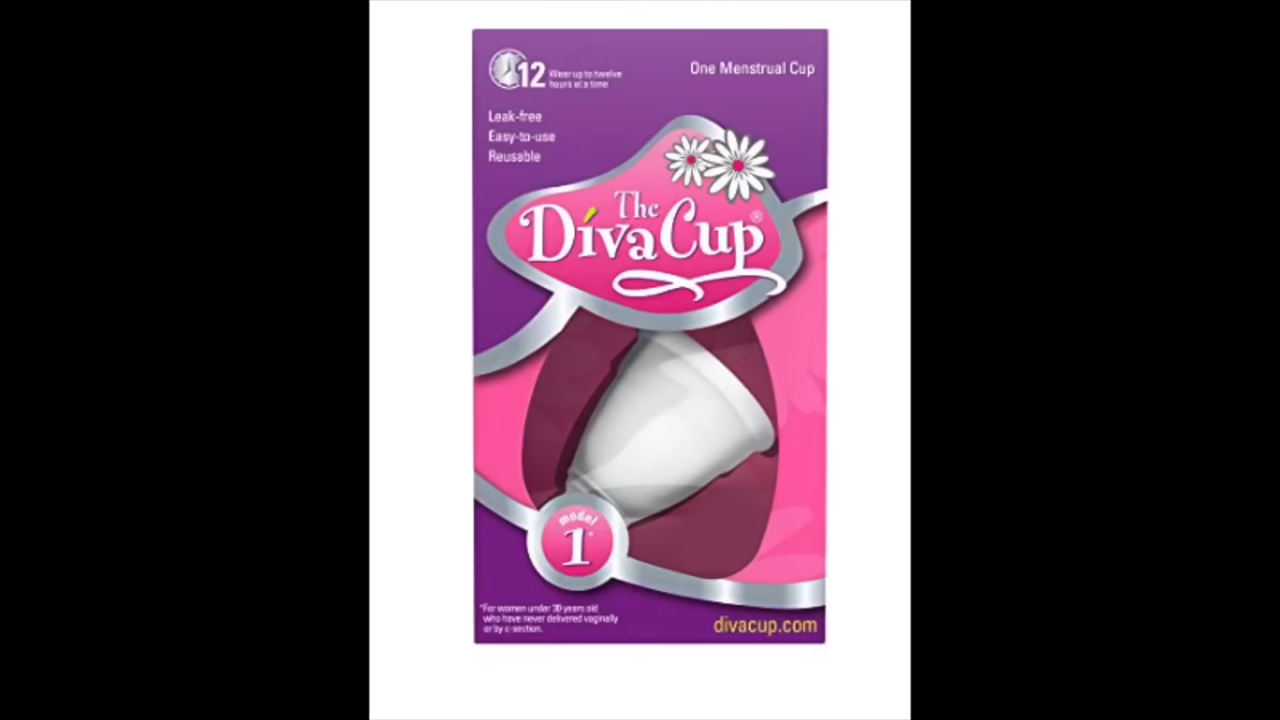 12 Wear up to twelve
hours at a time
One Menstrual Cup
Leak-free
Easy-to-use
Reusable
The
DivaCup®
model
1*
*For women under 30 years old
who have never delivered vaginally
or by c-section.
divacup.com